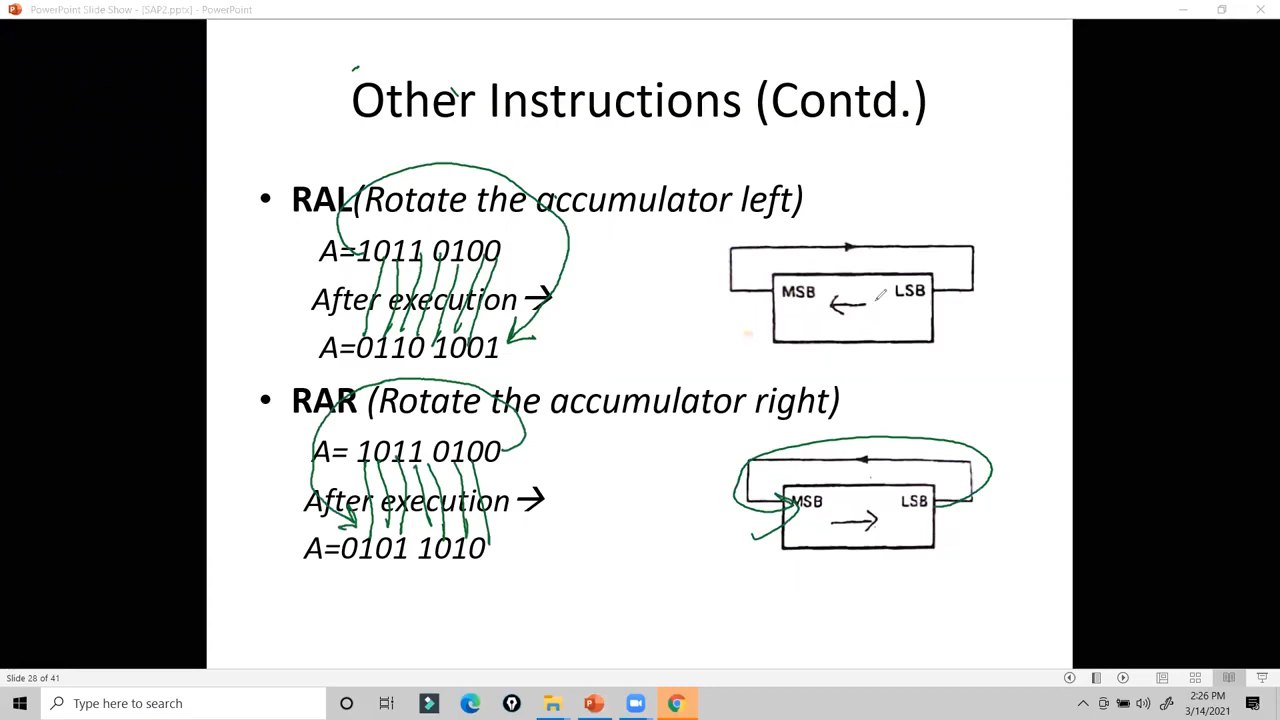 PowerPoint Slide Show - [SAP2.pptx] - PowerPoint
Other Instructions (Contd.)
• RAL(Rotate the accumulator left)
A=1011 0100
After execution →
A=0110 1001
MSB LSB
• RAR (Rotate the accumulator right)
A= 1011 0100
After execution →
A=0101 1010
MSB LSB
Slide 28 of 41
Type here to search
2:26 PM
3/14/2021